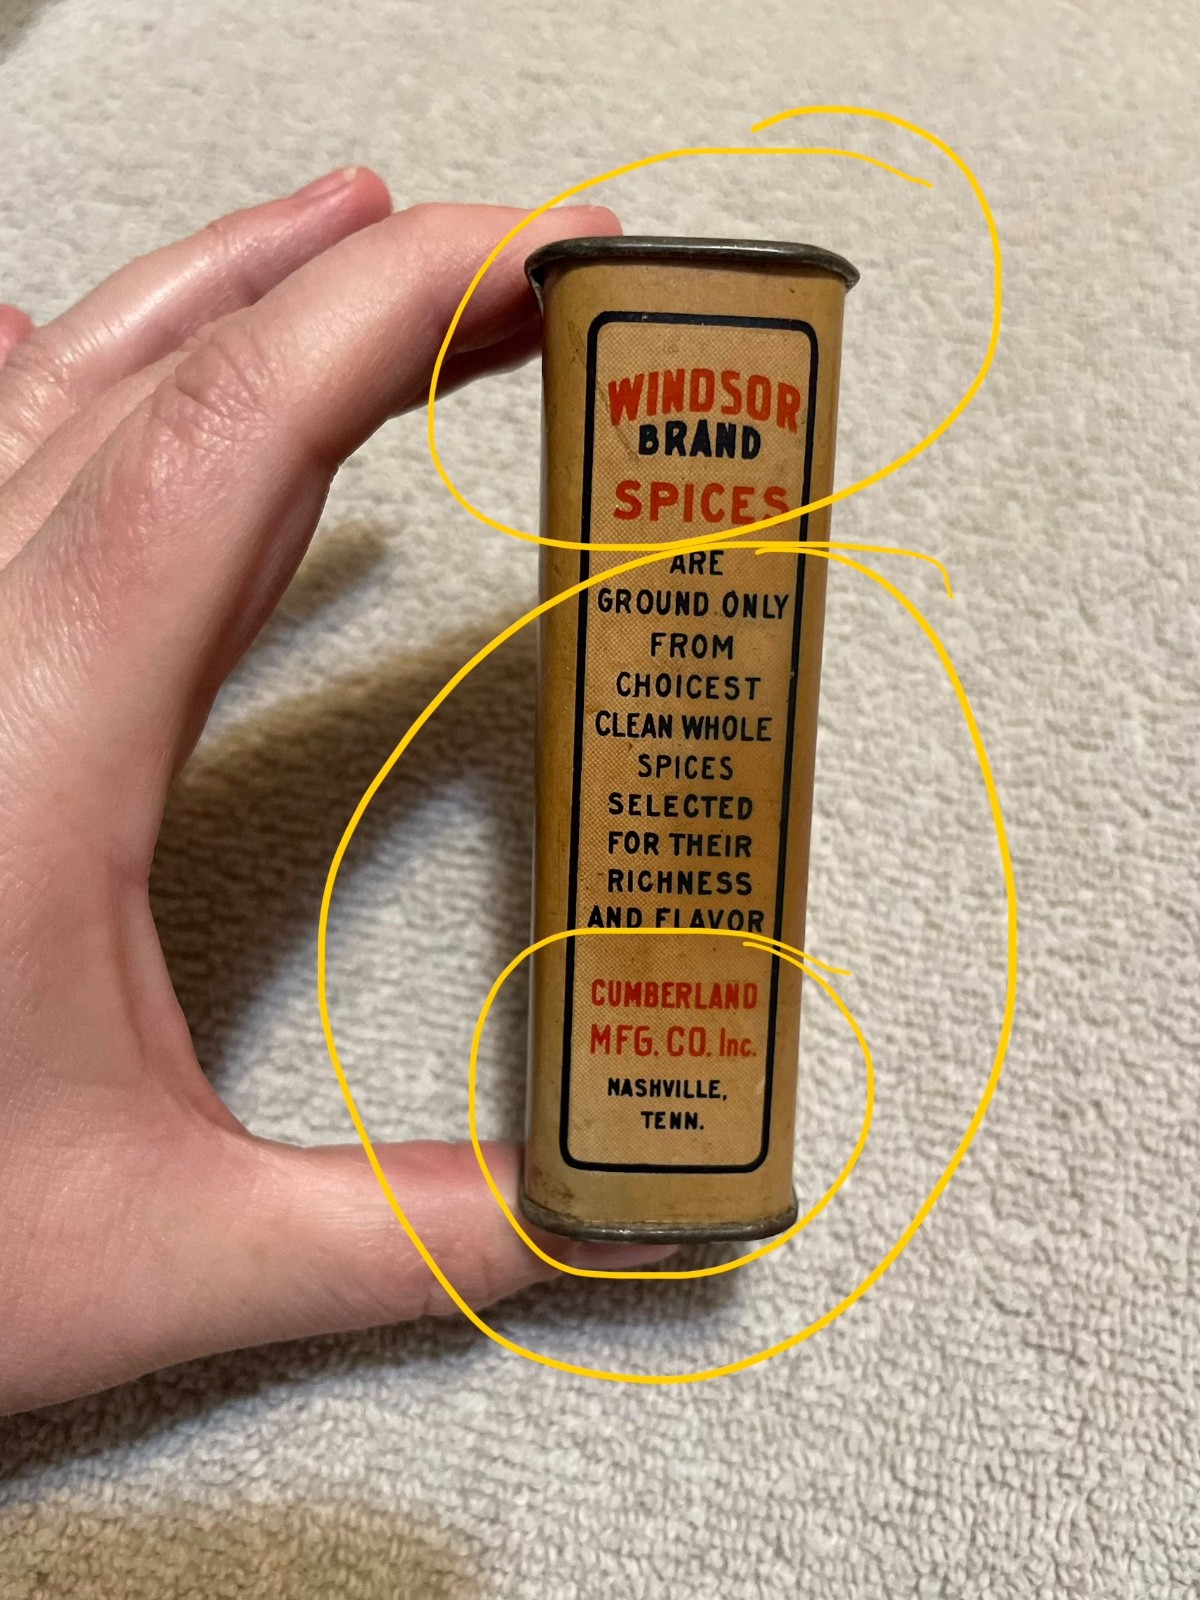 WINDSOR
BRAND
SPICES
ARE
GROUND ONLY
FROM
CHOICEST
CLEAN WHOLE
SPICES
SELECTED
FOR THEIR
RICHNESS
AND FLAVOR
CUMBERLAND
MFG. CO. Inc.
NASHVILLE,
TENN.